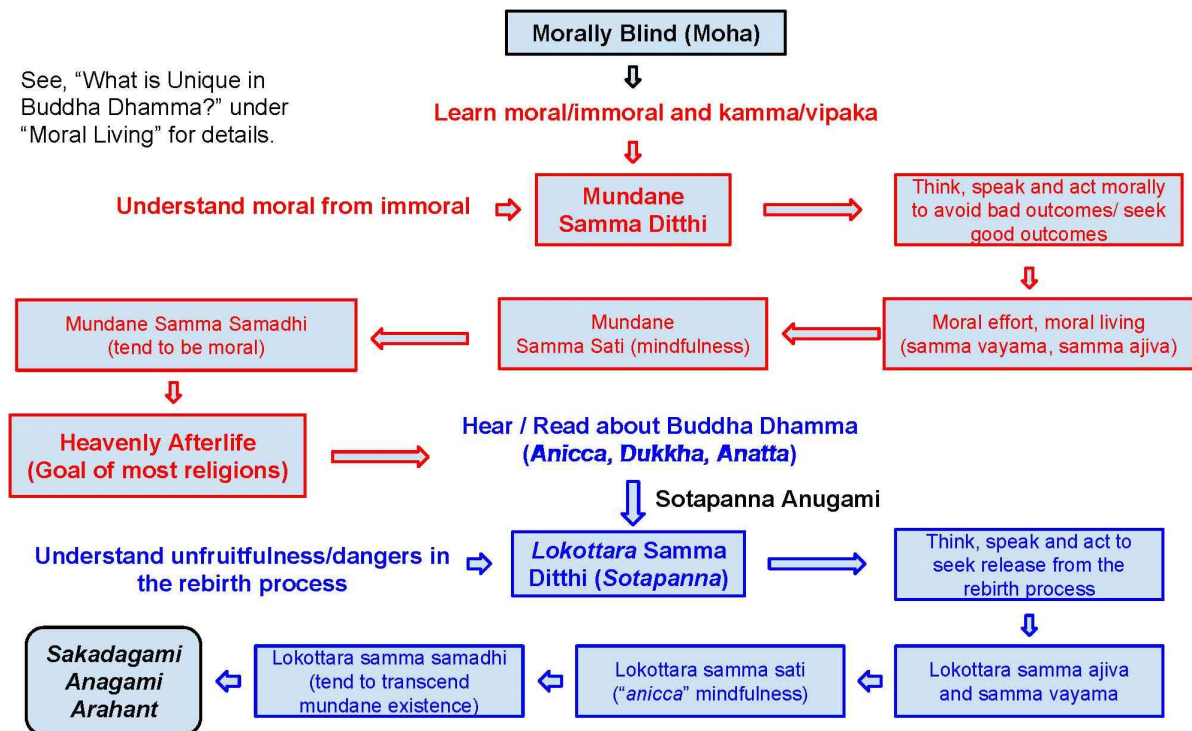 Morally Blind (Moha)
See, “What is Unique in
Buddha Dhamma?” under
“Moral Living” for details.
Learn moral/immoral and kamma/vipaka
Understand moral from immoral
Mundane
Samma Ditthi
Think, speak and act morally
to avoid bad outcomes/ seek
good outcomes
Mundane Samma Samadhi
(tend to be moral)
Mundane
Samma Sati (mindfulness)
Moral effort, moral living
(samma vayama, samma ajiva)
Heavenly Afterlife
(Goal of most religions)
Hear / Read about Buddha Dhamma
(Anicca, Dukkha, Anatta)
Sotapanna Anugami
Understand unfruitfulness/dangers in
the rebirth process
Lokottara Samma
Ditthi (Sotapanna)
Think, speak and act to
seek release from the
rebirth process
Sakadagami
Anagami
Arahant
Lokottara samma samadhi
(tend to transcend
mundane existence)
Lokottara samma sati
(“anicca” mindfulness)
Lokottara samma ajiva
and samma vayama